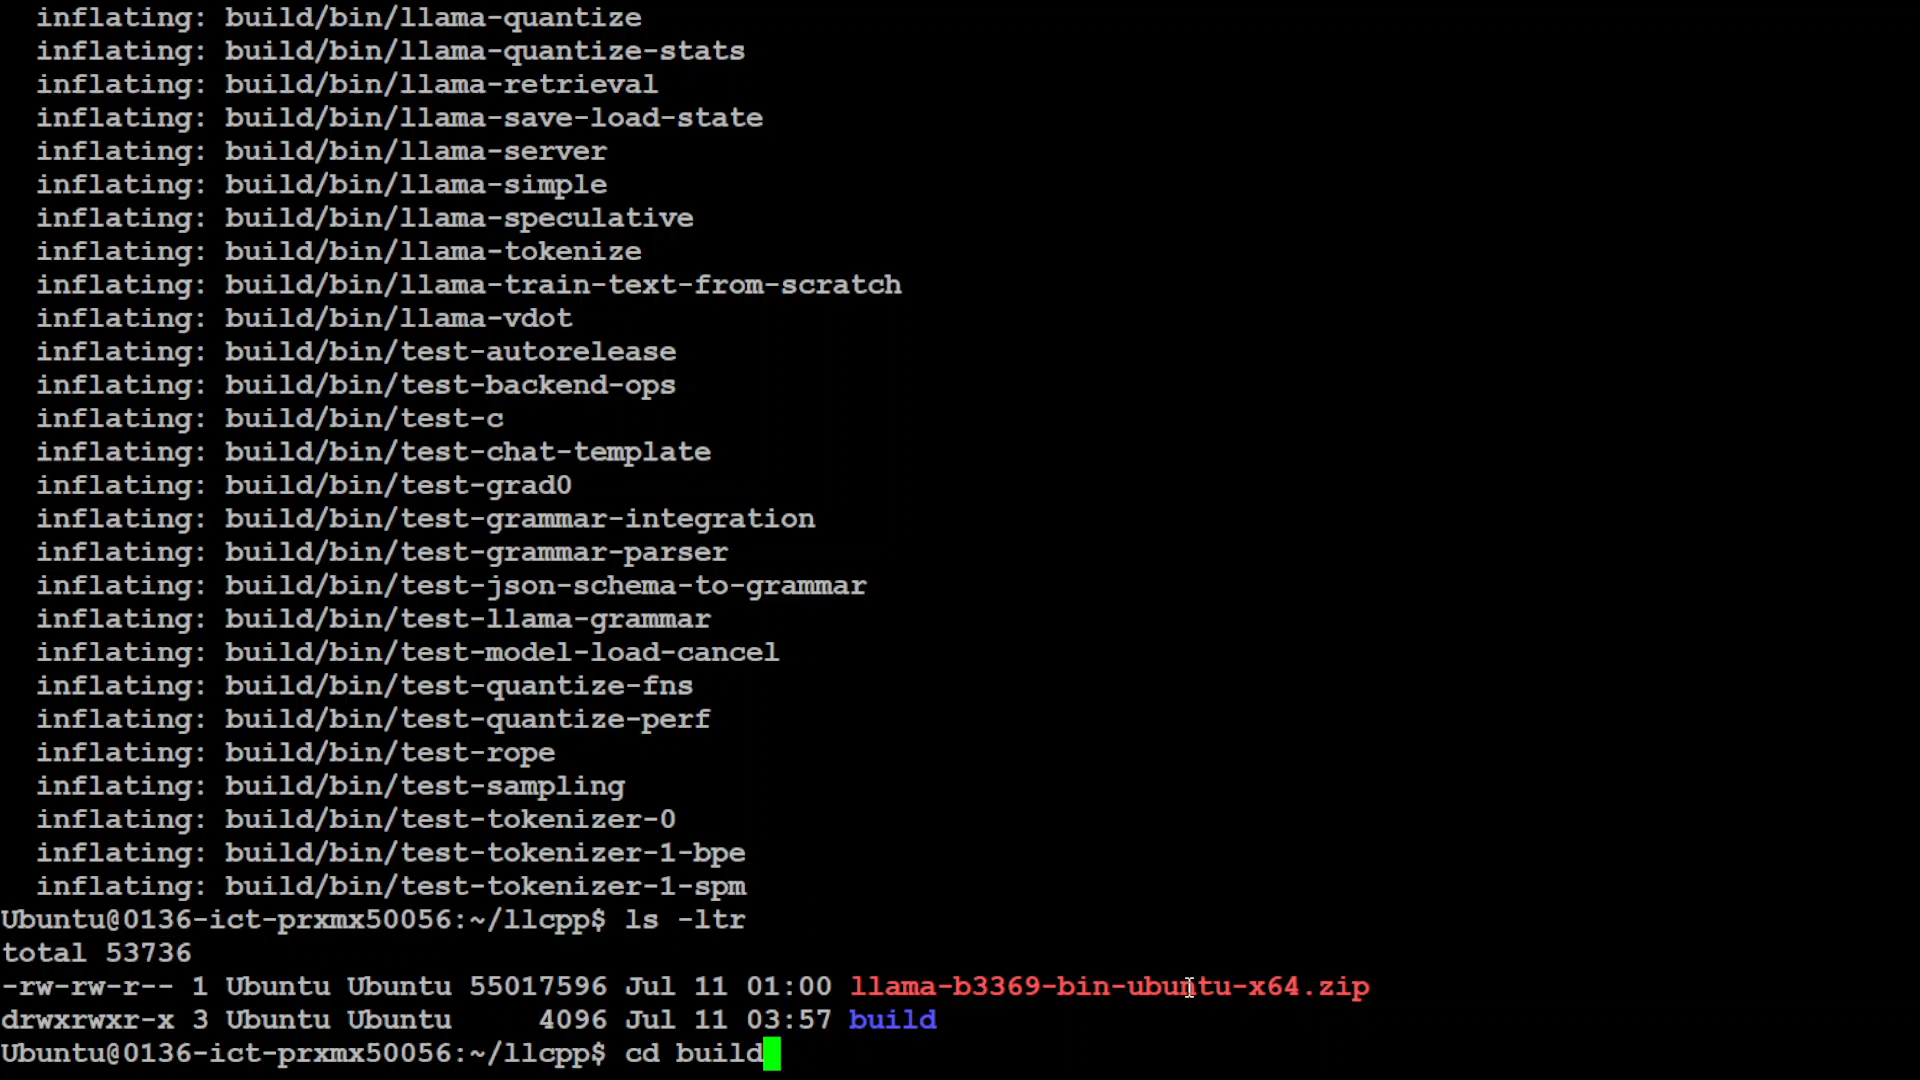 inflating: build/bin/llama-quantize
inflating: build/bin/llama-quantize-stats
inflating: build/bin/llama-retrieval
inflating: build/bin/llama-save-load-state
inflating: build/bin/llama-server
inflating: build/bin/llama-simple
inflating: build/bin/llama-speculative
inflating: build/bin/llama-tokenize
inflating: build/bin/llama-train-text-from-scratch
inflating: build/bin/llama-vdot
inflating: build/bin/test-autorelease
inflating: build/bin/test-backend-ops
inflating: build/bin/test-c
inflating: build/bin/test-chat-template
inflating: build/bin/test-grad0
inflating: build/bin/test-grammar-integration
inflating: build/bin/test-grammar-parser
inflating: build/bin/test-json-schema-to-grammar
inflating: build/bin/test-llama-grammar
inflating: build/bin/test-model-load-cancel
inflating: build/bin/test-quantize-fns
inflating: build/bin/test-quantize-perf
inflating: build/bin/test-rope
inflating: build/bin/test-sampling
inflating: build/bin/test-tokenizer-0
inflating: build/bin/test-tokenizer-1-bpe
inflating: build/bin/test-tokenizer-1-spm
Ubuntu@0136-ict-prxmx50056:~/llcpp$ ls -ltr
total 53736
-rw-rw-r-- 1 Ubuntu Ubuntu 55017596 Jul 11 01:00 llama-b3369-bin-ubuntu-x64.zip
drwxrwxr-x 3 Ubuntu Ubuntu     4096 Jul 11 03:57 build
Ubuntu@0136-ict-prxmx50056:~/llcpp$ cd build